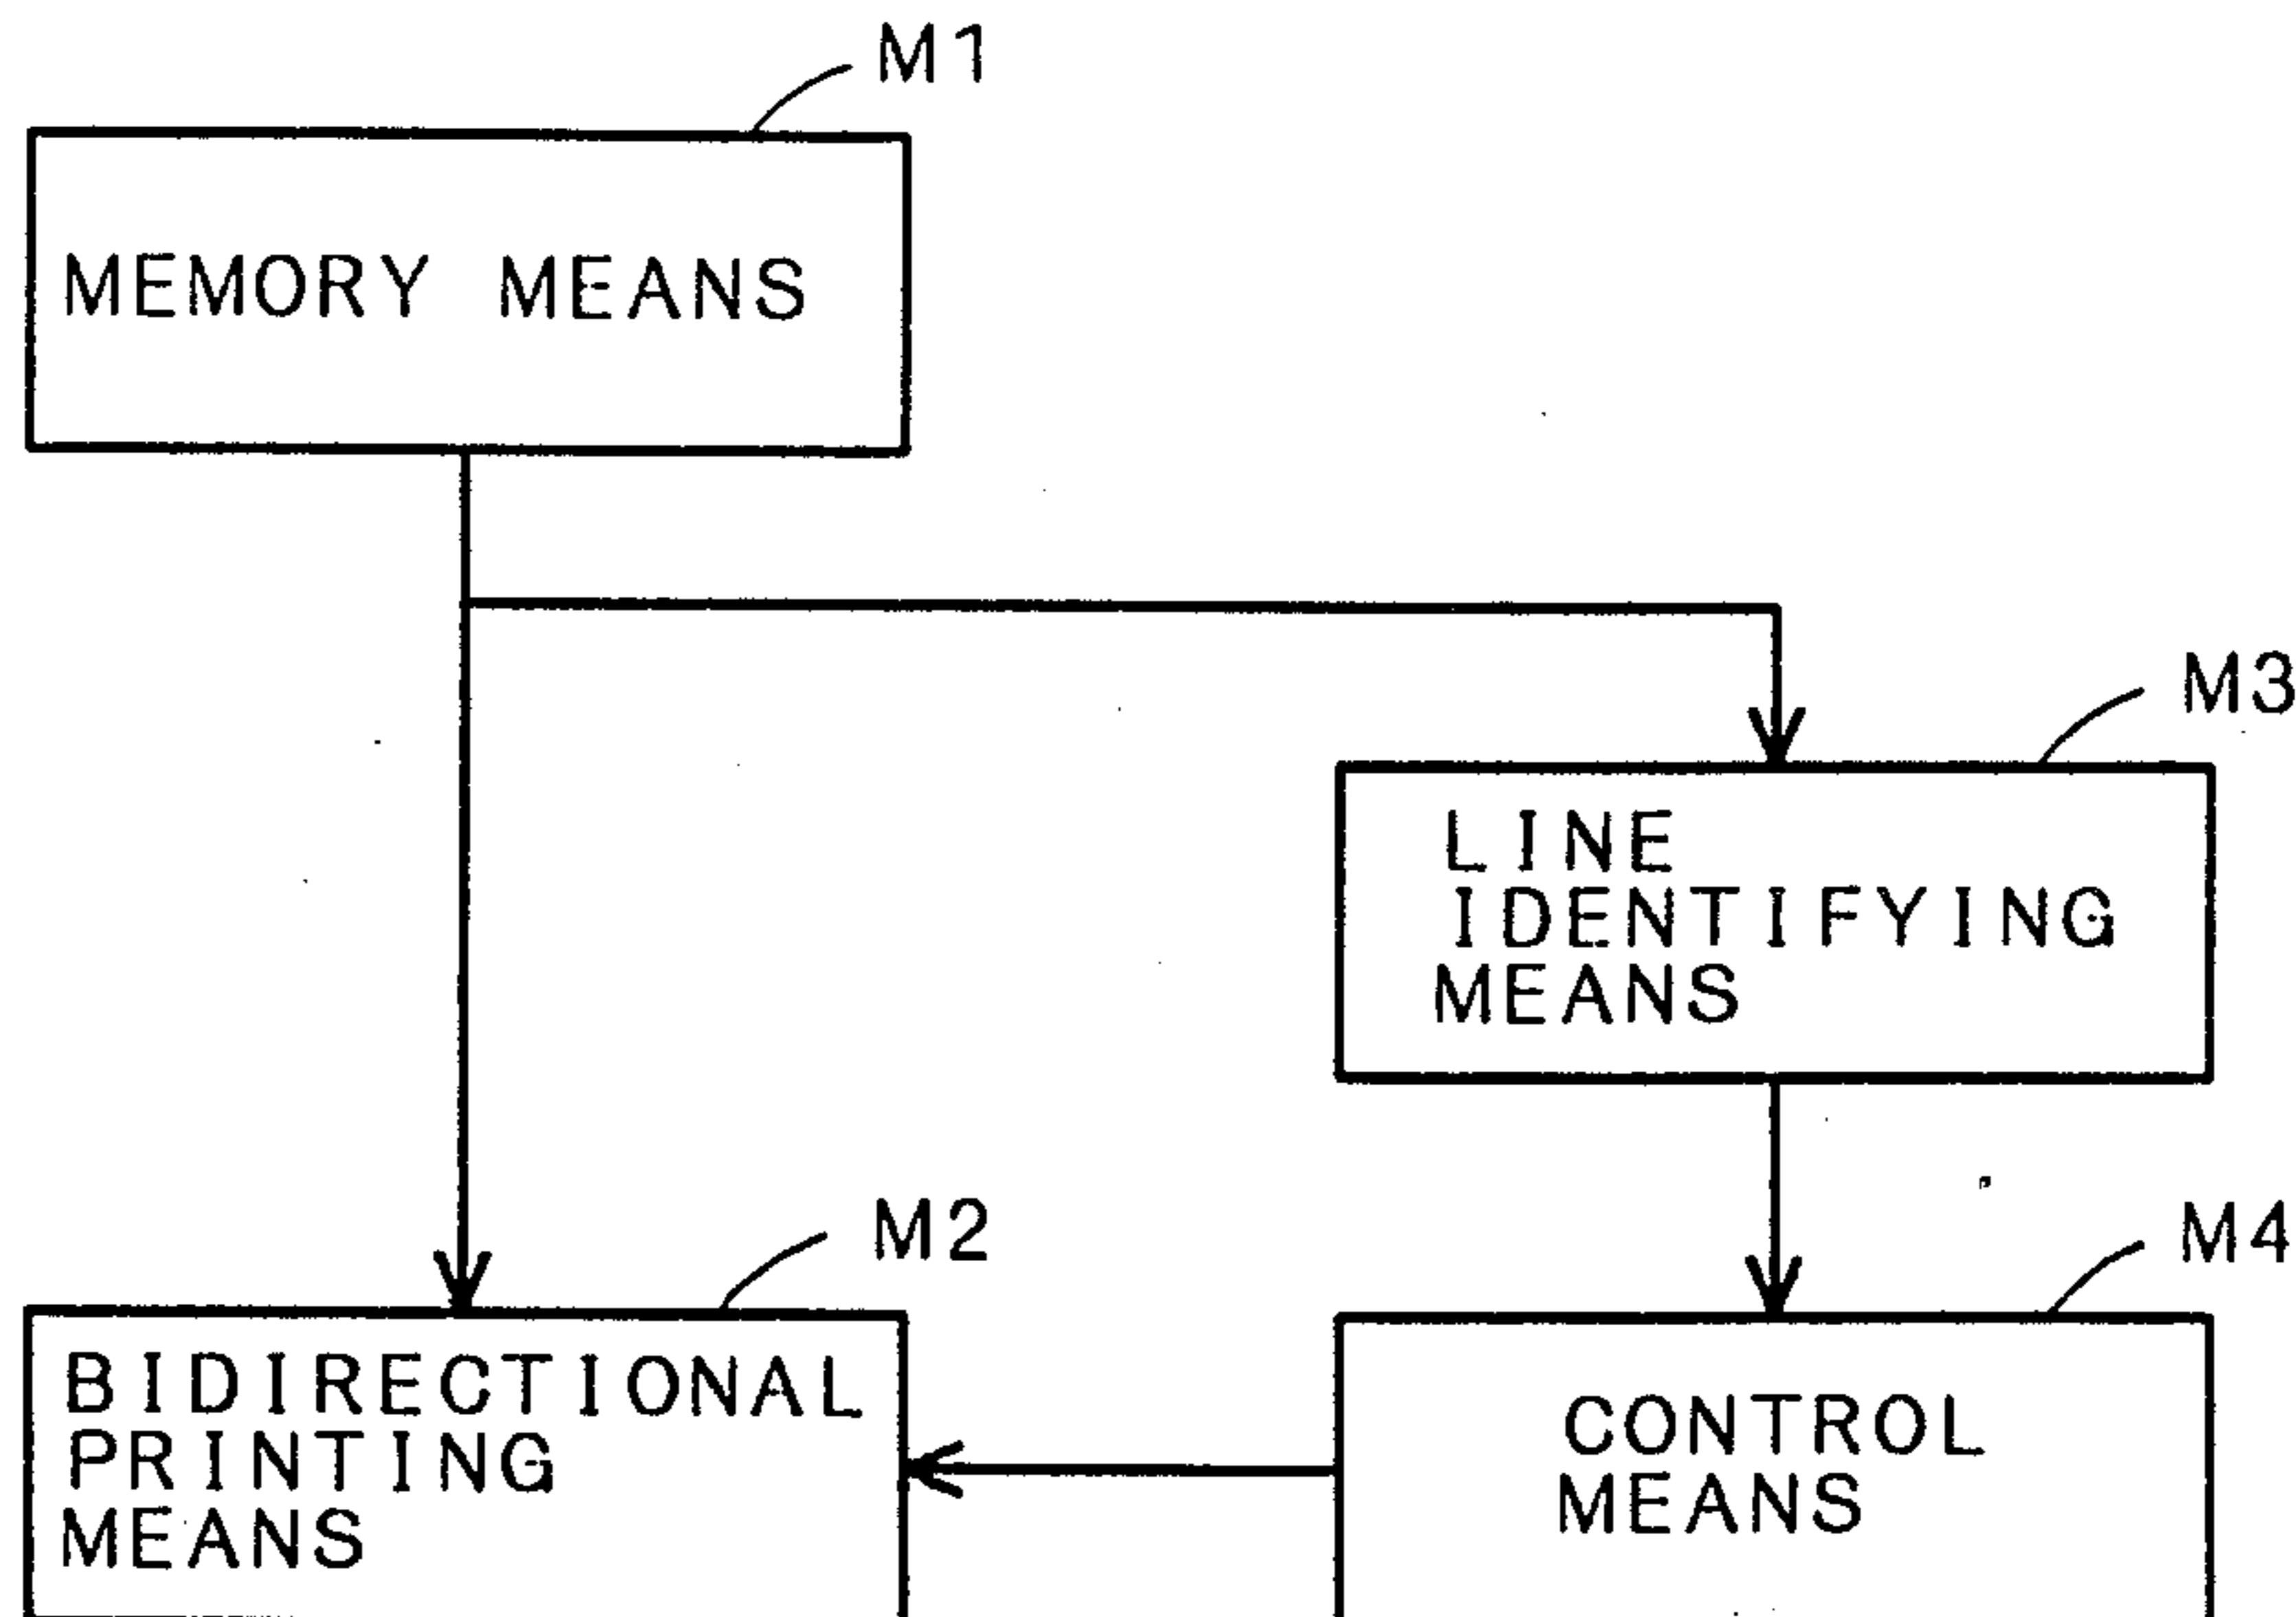 M1
MEMORY MEANS
M3
LINE
IDENTIFYING
MEANS
M2
M4
BIDIRECTIONAL
PRINTING
MEANS
CONTROL
MEANS